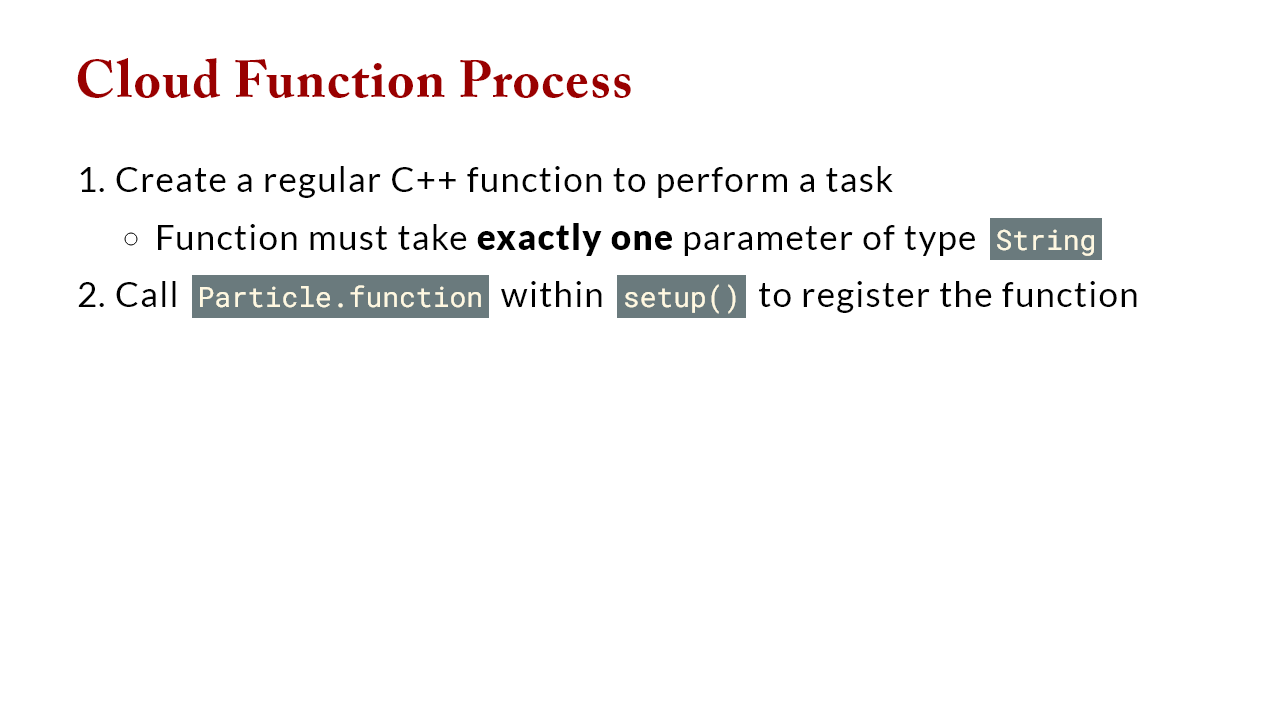 Cloud Function Process
1. Create a regular C++ function to perform a task
○ Function must take exactly one parameter of type String
2. Call Particle.function within setup() to register the function